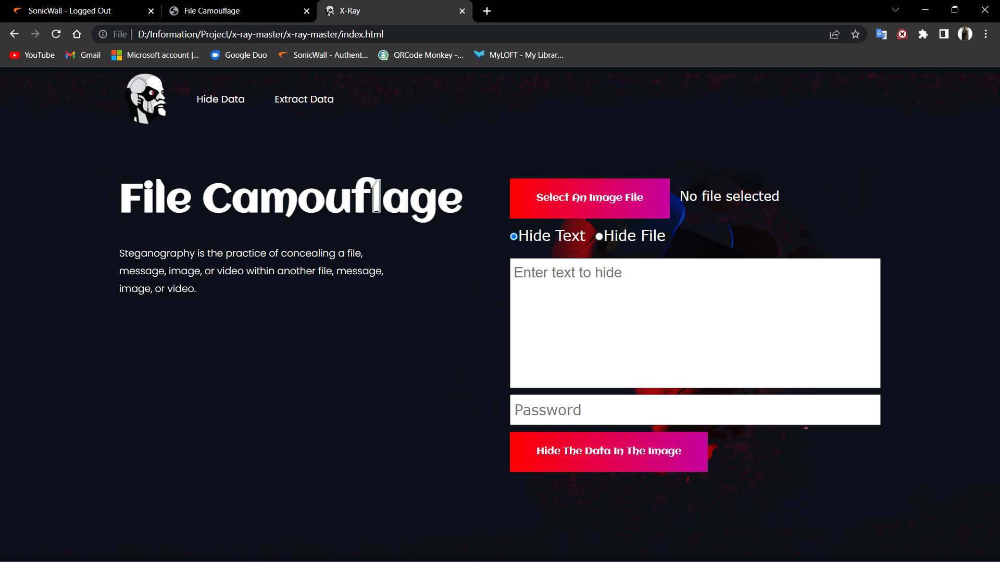 SonicWall - Logged Out
File Camouflage
X-Ray
File
D:/Information/Project/x-ray-master/x-ray-master/index.html
YouTube
Gmail
Microsoft account |...
Google Duo
SonicWall - Authent...
QRCode Monkey -...
MyLOFT - My Librar...
Hide Data
Extract Data
File Camouflage
Steganography is the practice of concealing a file,
message, image, or video within another file, message,
image, or video.
Select An Image File
No file selected
Hide Text
Hide File
Enter text to hide
Password
Hide The Data In The Image